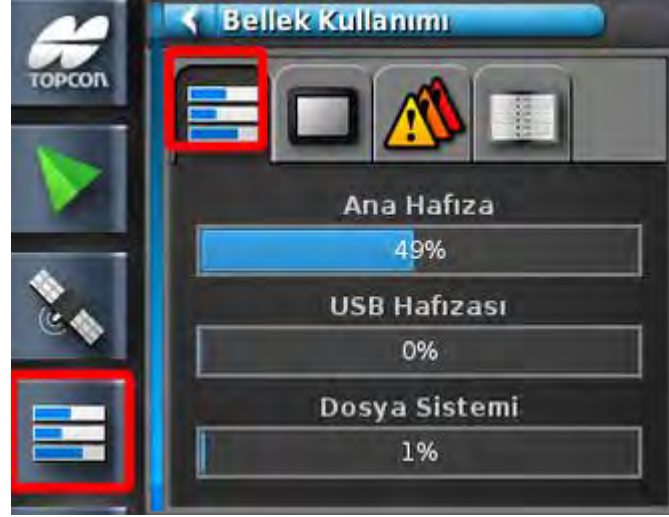 TOPCON
Bellek Kullanımı
Ana Hafıza
49%
USB Hafızası
0%
Dosya Sistemi
1%